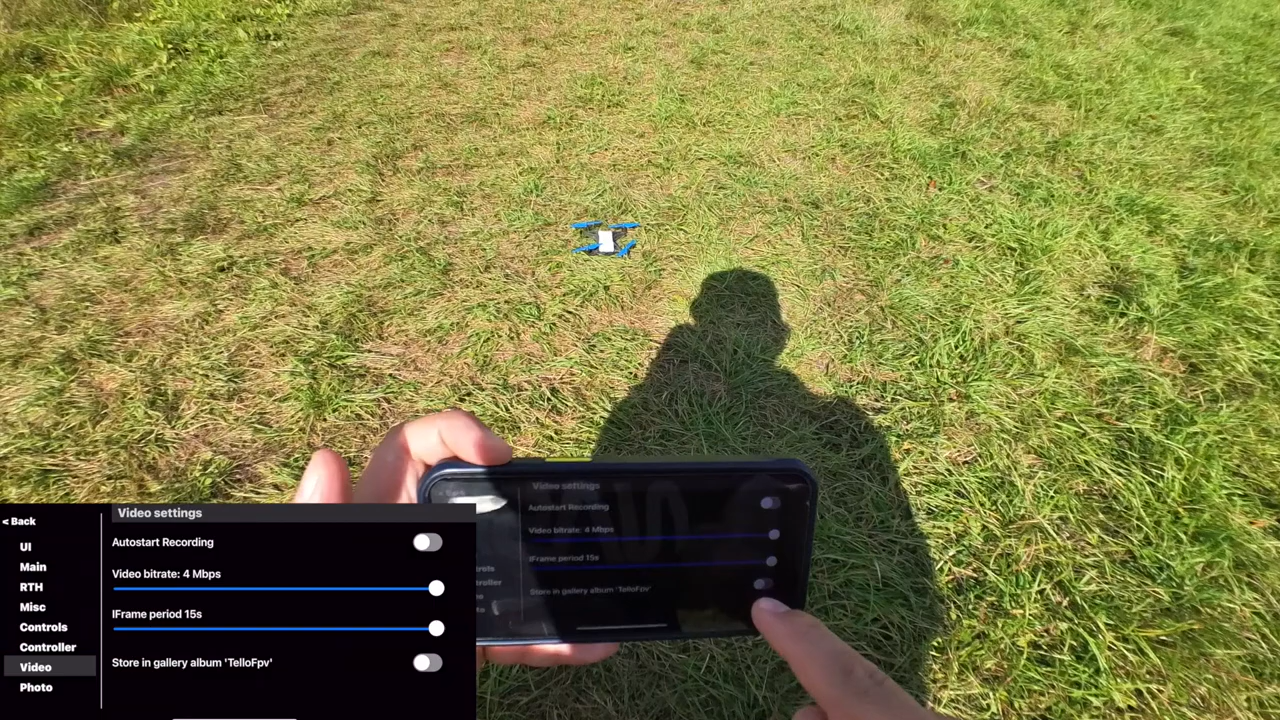 Video settings
< Back
Autostart Recording
UI
Main
Video bitrate: 4 Mbps
RTH
Misc
IFrame period 15s
Controls
Controller
Video
Store in gallery album 'TelloFpv'
Photo
Video settings
Autostart Recording
Video bitrate: 4 Mbps
IFrame period 15s
Store in gallery album 'TelloFpv'